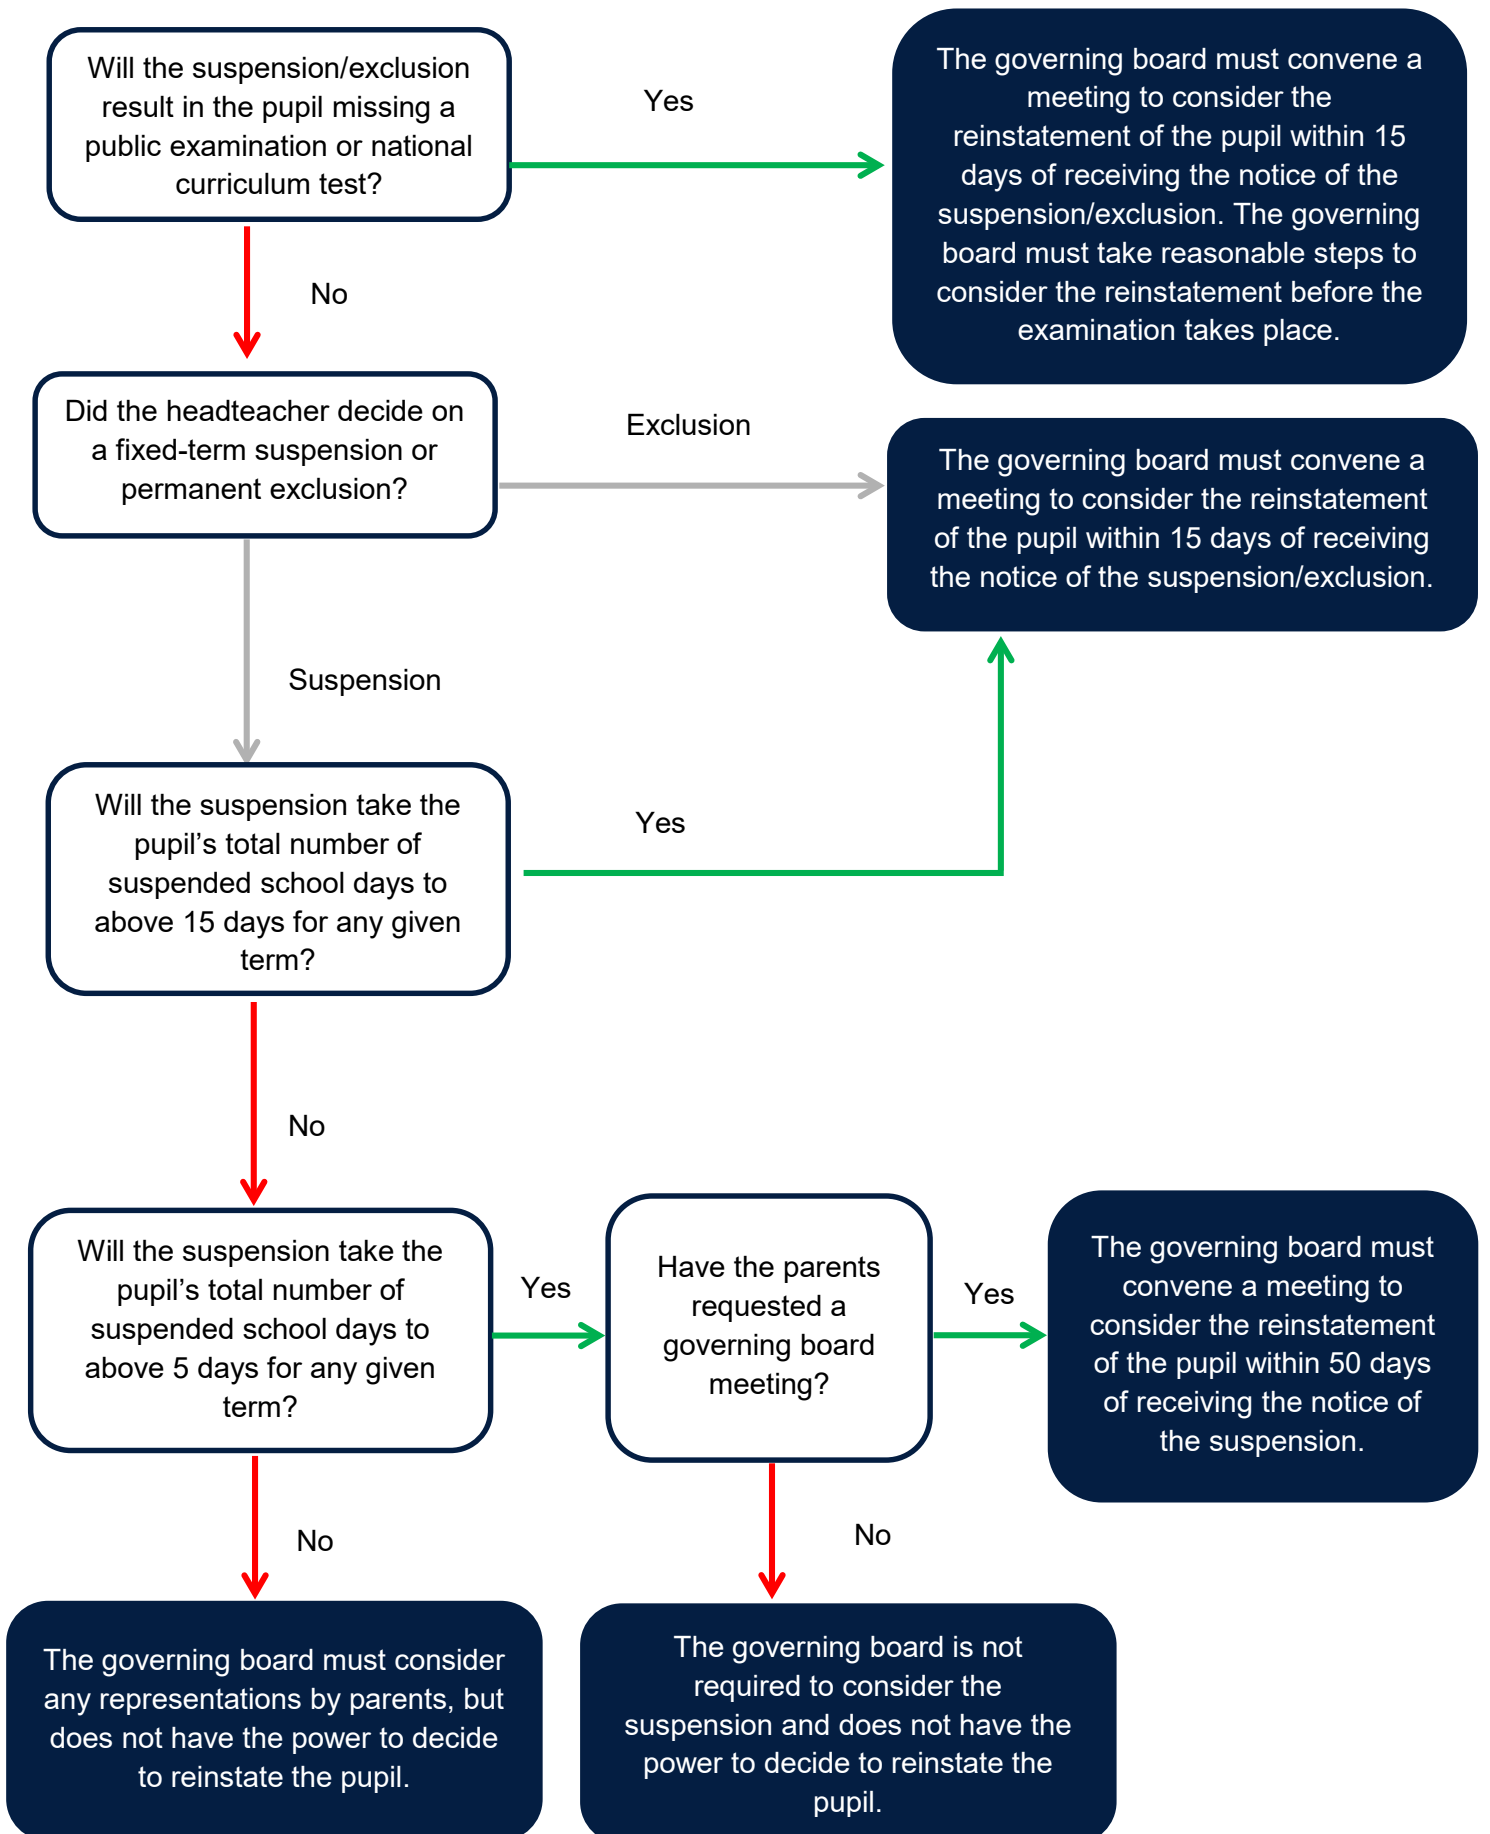 Will the suspension/exclusion
result in the pupil missing a
public examination or national
curriculum test?
Yes
The governing board must convene a
meeting to consider the
reinstatement of the pupil within 15
days of receiving the notice of the
suspension/exclusion. The governing
board must take reasonable steps to
consider the reinstatement before the
examination takes place.
No
Did the headteacher decide on
a fixed-term suspension or
permanent exclusion?
Exclusion
The governing board must convene a
meeting to consider the reinstatement
of the pupil within 15 days of receiving
the notice of the suspension/exclusion.
Suspension
Will the suspension take the
pupil’s total number of
suspended school days to
above 15 days for any given
term?
Yes
No
Will the suspension take the
pupil’s total number of
suspended school days to
above 5 days for any given
term?
Yes
Have the parents
requested a
governing board
meeting?
Yes
The governing board must
convene a meeting to
consider the reinstatement
of the pupil within 50 days
of receiving the notice of
the suspension.
No
No
The governing board must consider
any representations by parents, but
does not have the power to decide
to reinstate the pupil.
The governing board is not
required to consider the
suspension and does not have the
power to decide to reinstate the
pupil.